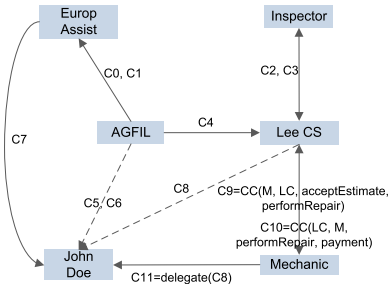 Europ
Assist
Inspector
C0, C1
C2, C3
C7
AGFIL
C4
Lee CS
C5, C6
C8
C9=CC(M, LC, acceptEstimate,
performRepair)
C10=CC(LC, M,
performRepair, payment)
John
Doe
C11=delegate(C8)
Mechanic